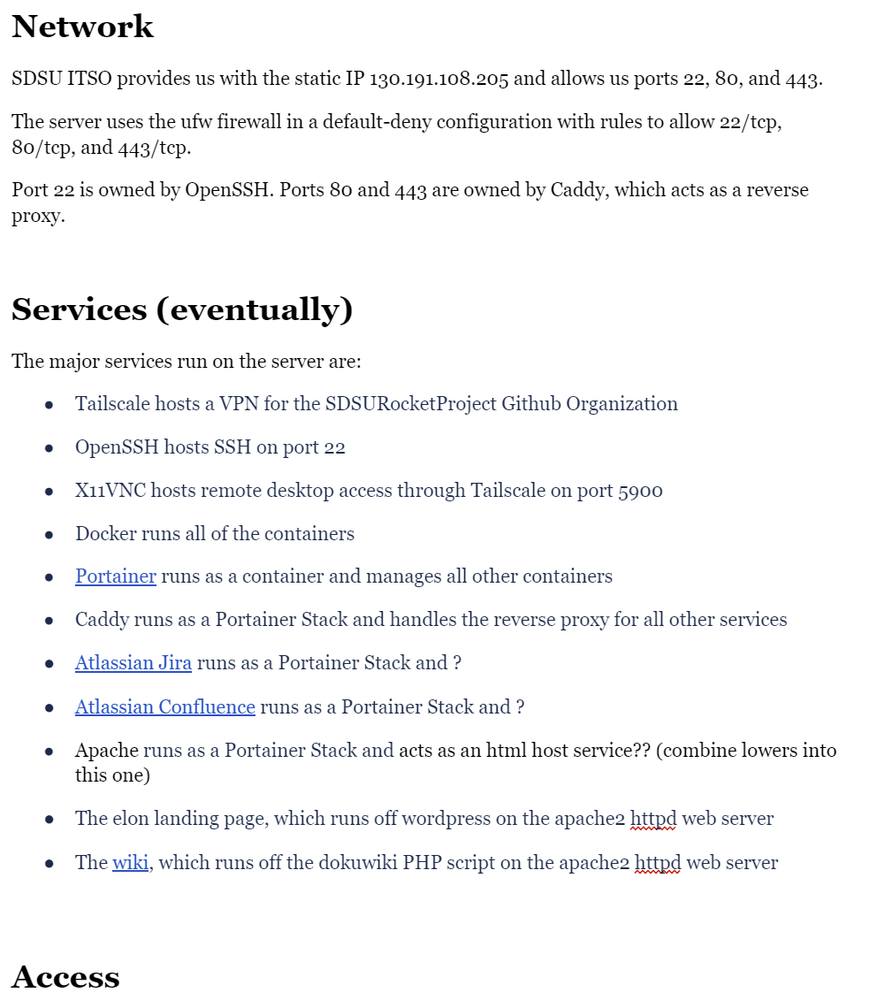 Network
SDSU ITSO provides us with the static IP 130.191.108.205 and allows us ports 22, 80, and 443.
The server uses the ufw firewall in a default-deny configuration with rules to allow 22/tcp,
80/tcp, and 443/tcp.
Port 22 is owned by OpenSSH. Ports 80 and 443 are owned by Caddy, which acts as a reverse
proxy.
Services (eventually)
The major services run on the server are:
● Tailscale hosts a VPN for the SDSURocketProject Github Organization
● OpenSSH hosts SSH on port 22
● X11VNC hosts remote desktop access through Tailscale on port 5900
● Docker runs all of the containers
● Portainer runs as a container and manages all other containers
● Caddy runs as a Portainer Stack and handles the reverse proxy for all other services
● Atlassian Jira runs as a Portainer Stack and ?
● Atlassian Confluence runs as a Portainer Stack and ?
● Apache runs as a Portainer Stack and acts as an html host service?? (combine lowers into
this one)
● The elon landing page, which runs off wordpress on the apache2 httpd web server
● The wiki, which runs off the dokuwiki PHP script on the apache2 httpd web server
Access